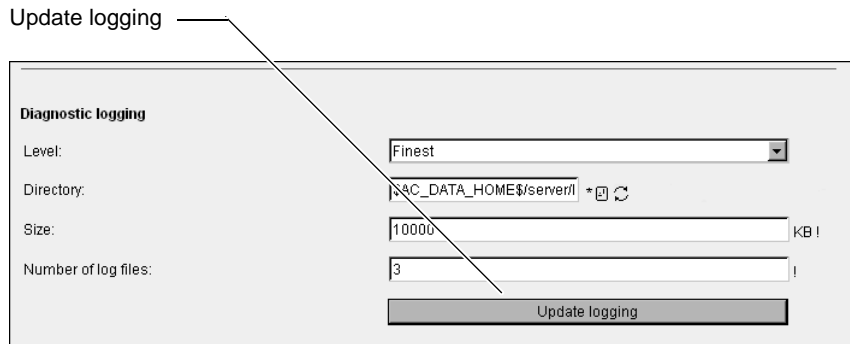 Update logging
Diagnostic logging
Level: Finest
Directory: $AC_DATA_HOME$/server/l *
Size: 10000 KB !
Number of log files: 3 !
Update logging